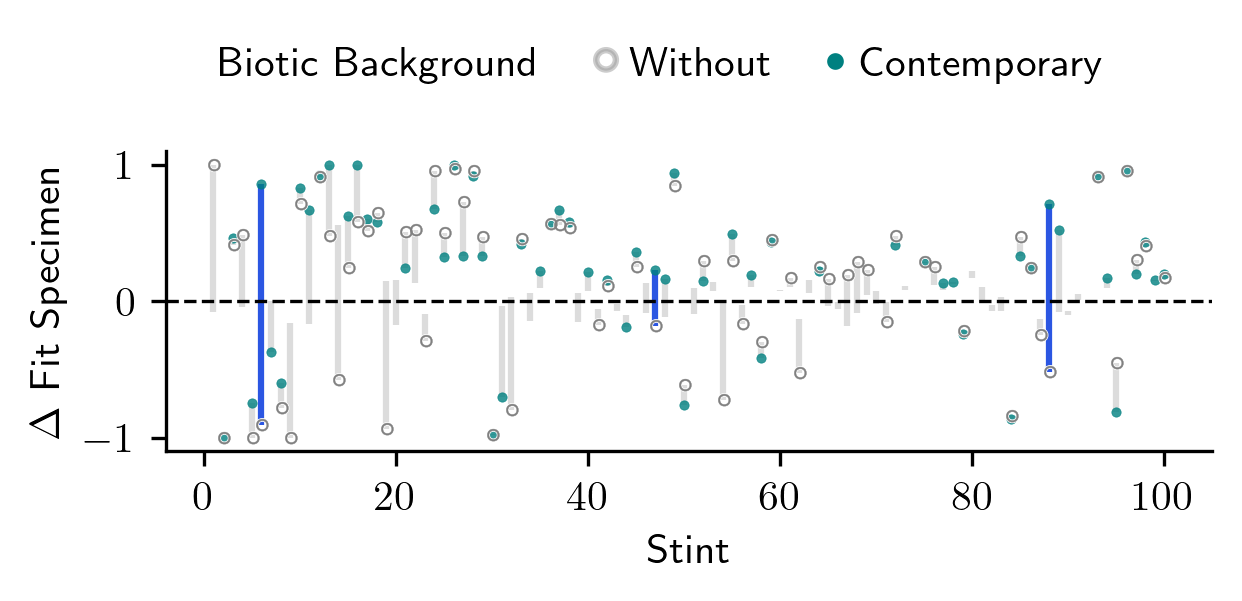 Biotic Background Without Contemporary
Δ Fit Specimen
1
0
−1
0 20 40 60 80 100
Stint